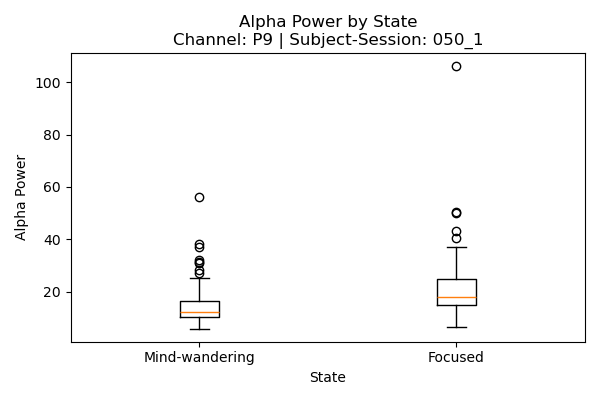 Alpha Power by State
Channel: P9 | Subject-Session: 050_1
Alpha Power
100
80
60
40
20
Mind-wandering
Focused
State